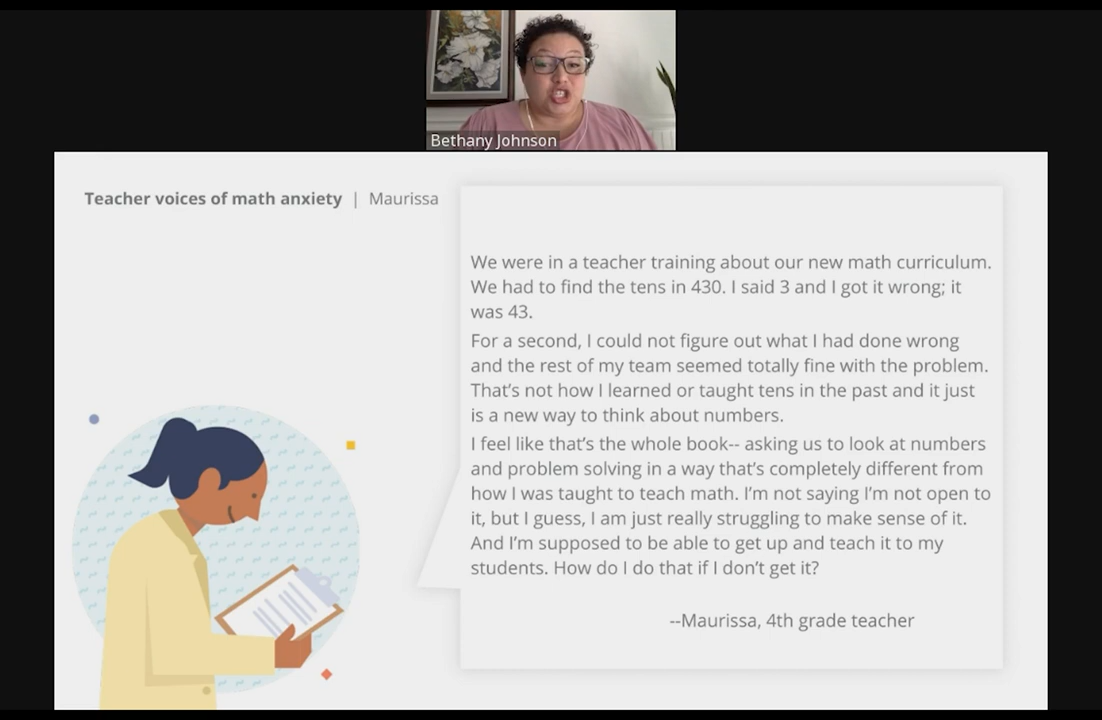 Bethany Johnson
Teacher voices of math anxiety | Maurissa
We were in a teacher training about our new math curriculum.
We had to find the tens in 430. I said 3 and I got it wrong; it
was 43.
For a second, I could not figure out what I had done wrong
and the rest of my team seemed totally fine with the problem.
That’s not how I learned or taught tens in the past and it just
is a new way to think about numbers.
I feel like that’s the whole book-- asking us to look at numbers
and problem solving in a way that’s completely different from
how I was taught to teach math. I’m not saying I’m not open to
it, but I guess, I am just really struggling to make sense of it.
And I’m supposed to be able to get up and teach it to my
students. How do I do that if I don’t get it?
--Maurissa, 4th grade teacher